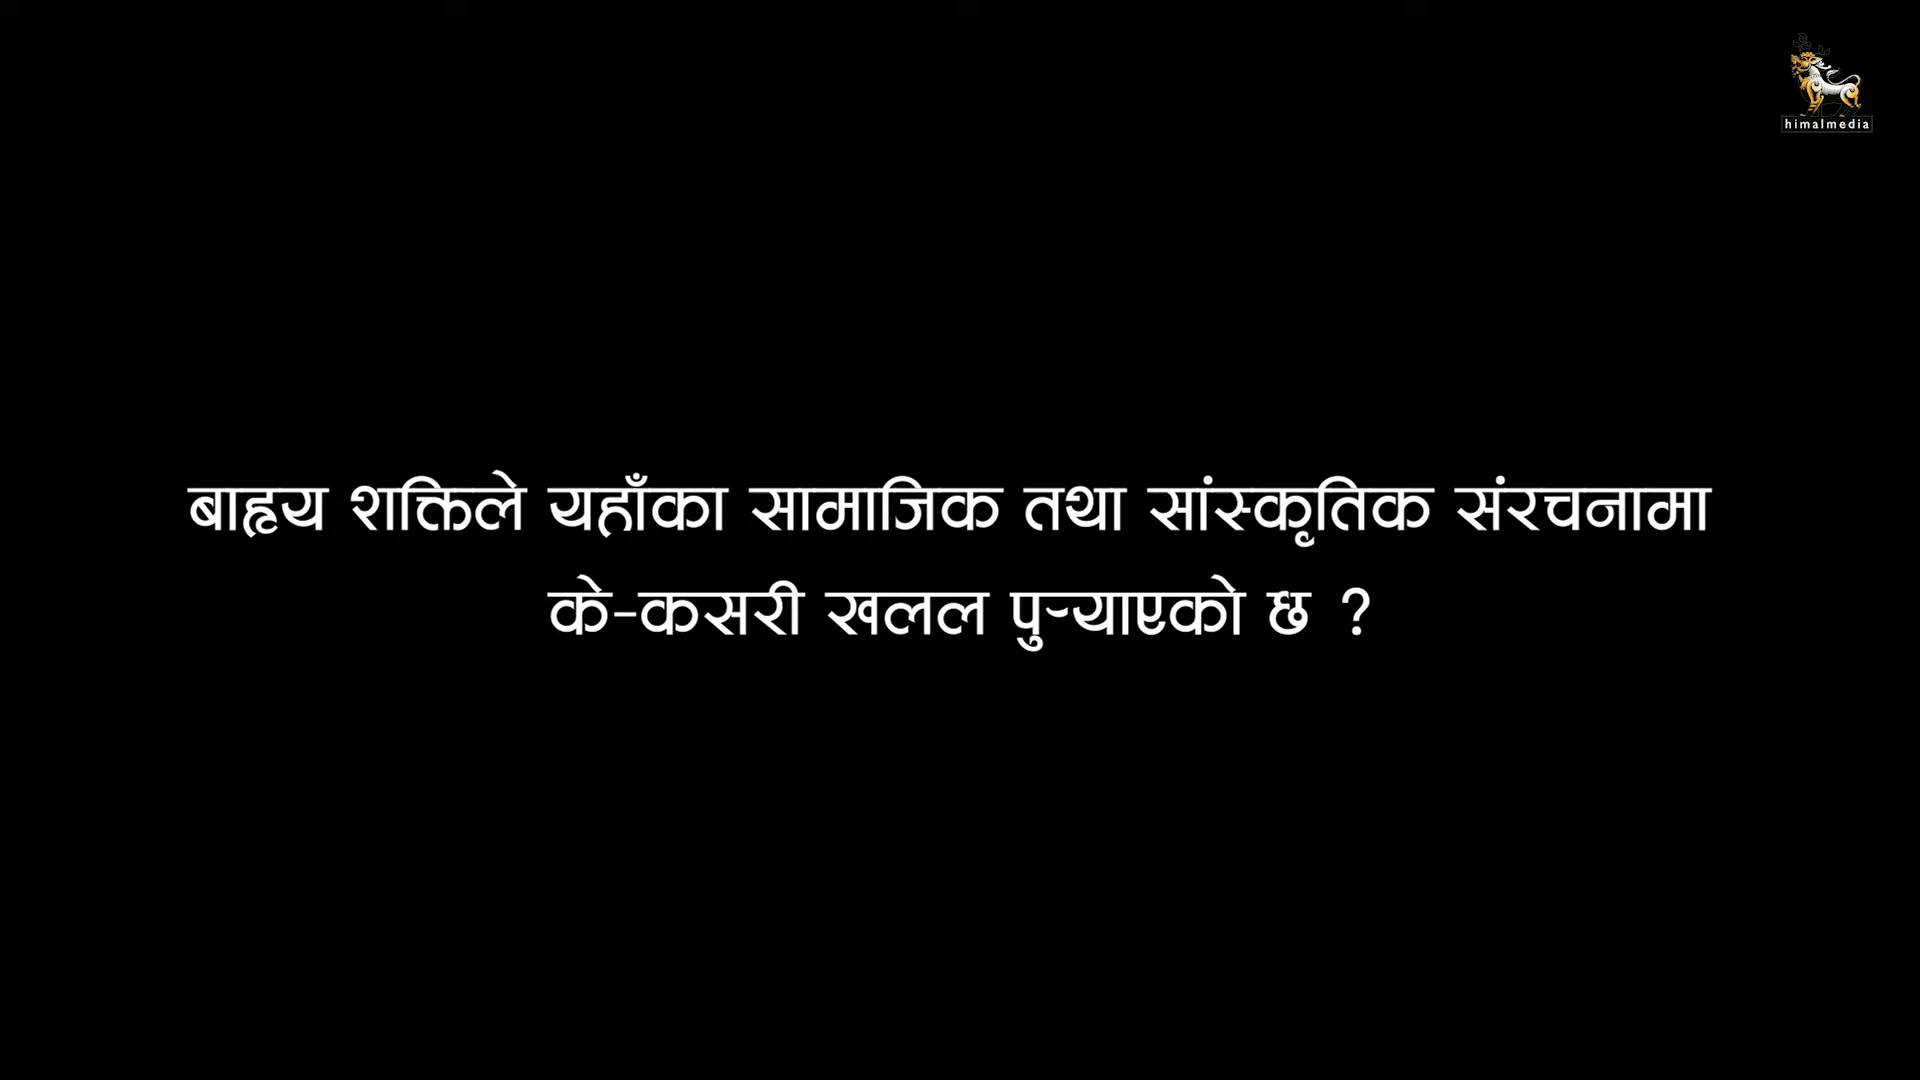 himalmedia
बाहृय शक्तिले यहाँका सामाजिक तथा सांस्कृतिक संरचनामा
के-कसरी खलल पुर्‍याएको छ ?